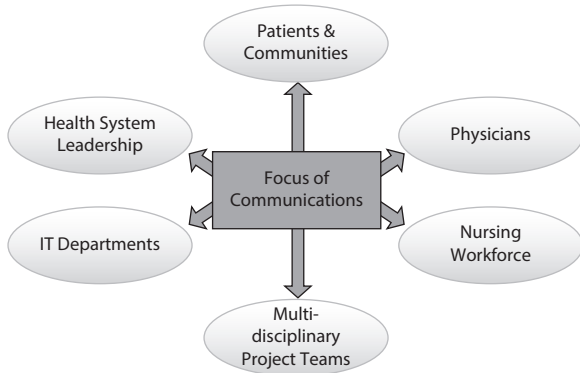 Patients &
Communities
Health System
Leadership
Physicians
Focus of
Communications
IT Departments
Nursing
Workforce
Multi-
disciplinary
Project Teams